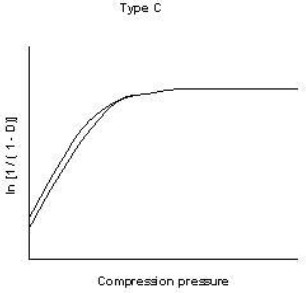 Type C
ln [1 / ( 1 - D)]
Compression pressure